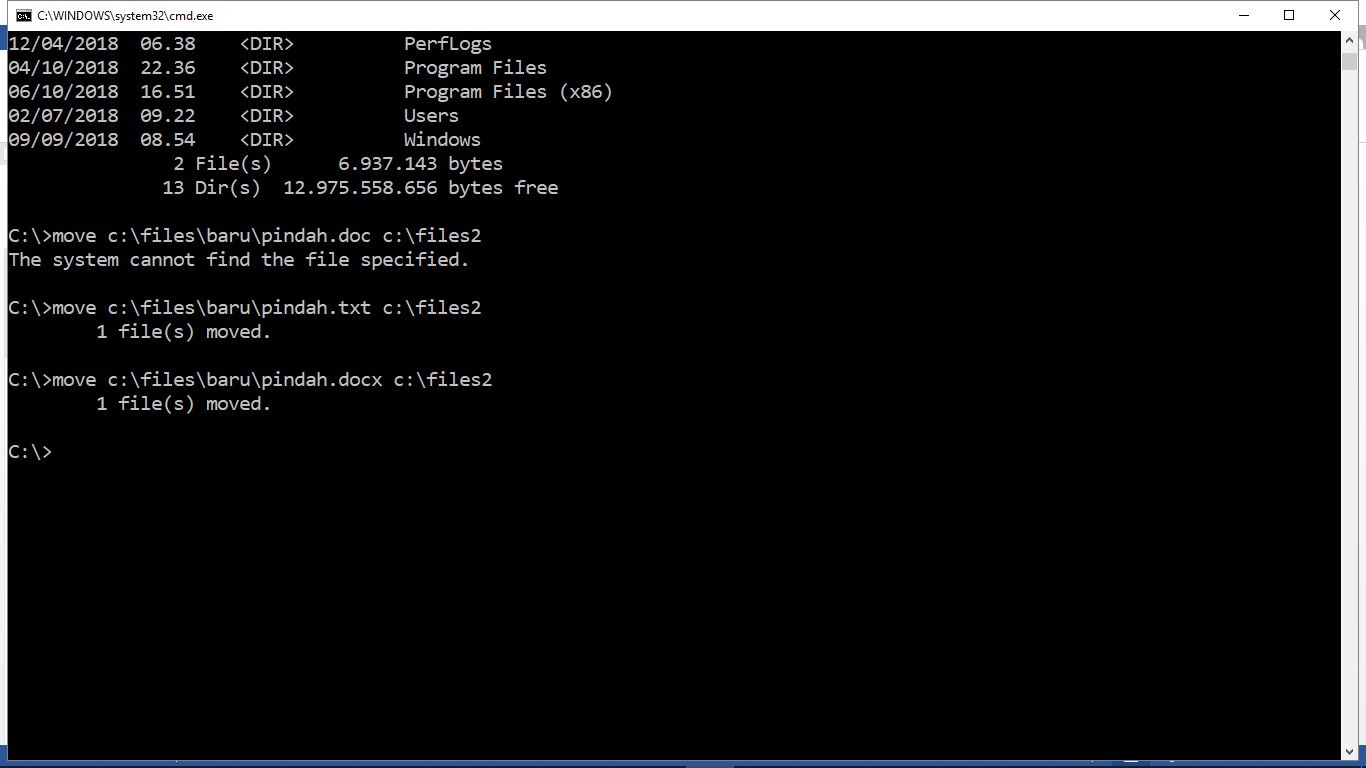 C:\WINDOWS\system32\cmd.exe
12/04/2018  06.38    <DIR>          PerfLogs
04/10/2018  22.36    <DIR>          Program Files
06/10/2018  16.51    <DIR>          Program Files (x86)
02/07/2018  09.22    <DIR>          Users
09/09/2018  08.54    <DIR>          Windows
               2 File(s)      6.937.143 bytes
              13 Dir(s)  12.975.558.656 bytes free
C:\>move c:\files\baru\pindah.doc c:\files2
The system cannot find the file specified.
C:\>move c:\files\baru\pindah.txt c:\files2
        1 file(s) moved.
C:\>move c:\files\baru\pindah.docx c:\files2
        1 file(s) moved.
C:\>